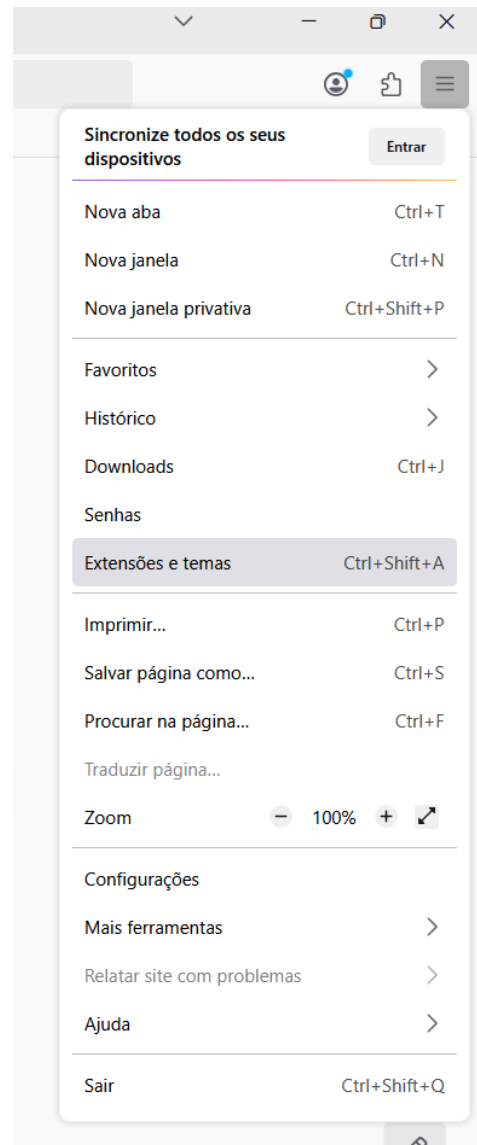 Sincronize todos os seus
dispositivos
Entrar
Nova aba Ctrl+T
Nova janela Ctrl+N
Nova janela privativa Ctrl+Shift+P
Favoritos
Histórico
Downloads Ctrl+J
Senhas
Extensões e temas Ctrl+Shift+A
Imprimir... Ctrl+P
Salvar página como... Ctrl+S
Procurar na página... Ctrl+F
Traduzir página...
Zoom 100%
Configurações
Mais ferramentas
Relatar site com problemas
Ajuda
Sair Ctrl+Shift+Q